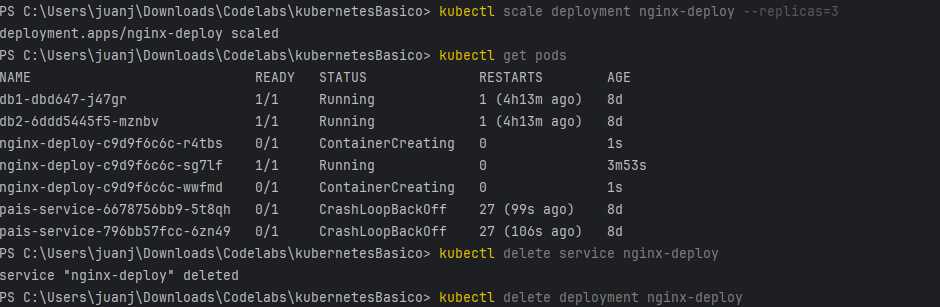 PS C:\Users\juanj\Downloads\Codelabs\kubernetesBasico> kubectl scale deployment nginx-deploy --replicas=3
deployment.apps/nginx-deploy scaled
PS C:\Users\juanj\Downloads\Codelabs\kubernetesBasico> kubectl get pods
NAME READY STATUS RESTARTS AGE
db1-dbd647-j47gr 1/1 Running 1 (4h13m ago) 8d
db2-6ddd5445f5-mznbv 1/1 Running 1 (4h13m ago) 8d
nginx-deploy-c9d9f6c6c-r4tbs 0/1 ContainerCreating 0 1s
nginx-deploy-c9d9f6c6c-sg7lf 1/1 Running 0 3m53s
nginx-deploy-c9d9f6c6c-wwfmd 0/1 ContainerCreating 0 1s
pais-service-6678756bb9-5t8qh 0/1 CrashLoopBackOff 27 (99s ago) 8d
pais-service-796bb57fcc-6zn49 0/1 CrashLoopBackOff 27 (106s ago) 8d
PS C:\Users\juanj\Downloads\Codelabs\kubernetesBasico> kubectl delete service nginx-deploy
service "nginx-deploy" deleted
PS C:\Users\juanj\Downloads\Codelabs\kubernetesBasico> kubectl delete deployment nginx-deploy